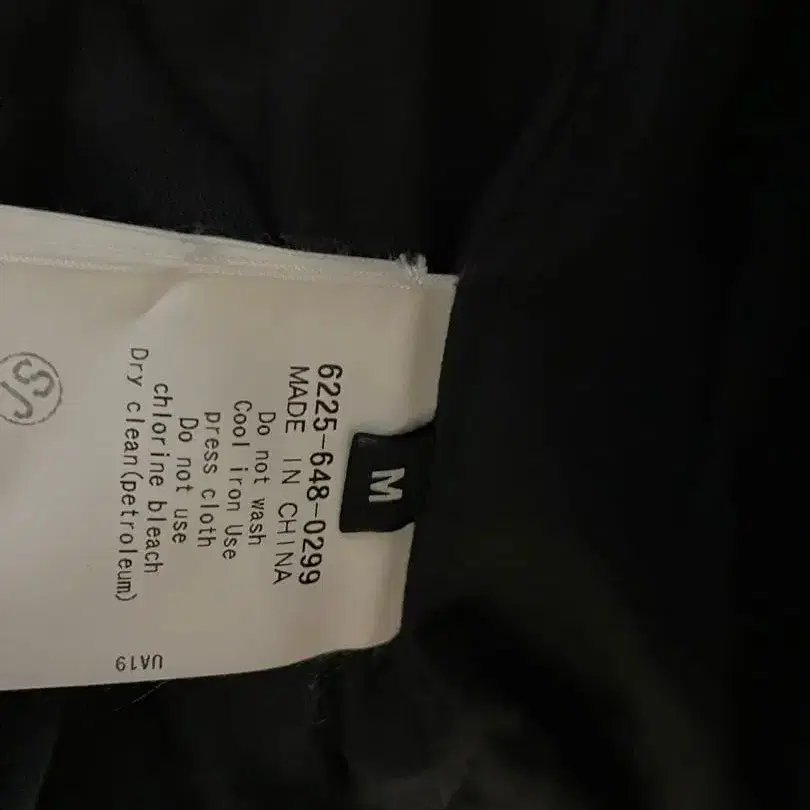 M
6225-648-0299
MADE IN CHINA
Do not wash
Cool iron Use
press cloth
Do not use
chlorine bleach
Dry clean(petroleum)
UA19